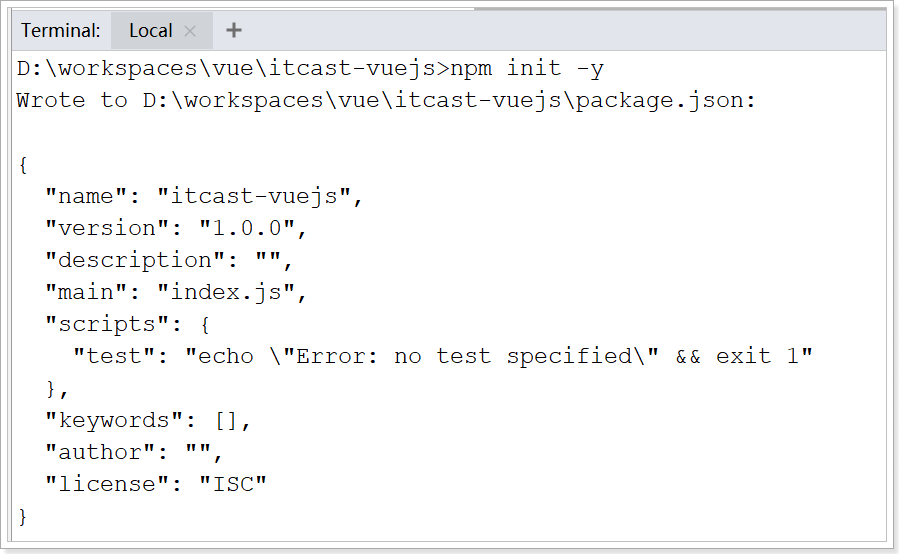 Terminal: Local × +
D:\workspaces\vue\itcast-vuejs>npm init -y
Wrote to D:\workspaces\vue\itcast-vuejs\package.json:
{
"name": "itcast-vuejs",
"version": "1.0.0",
"description": "",
"main": "index.js",
"scripts": {
"test": "echo \"Error: no test specified\" && exit 1"
},
"keywords": [],
"author": "",
"license": "ISC"
}